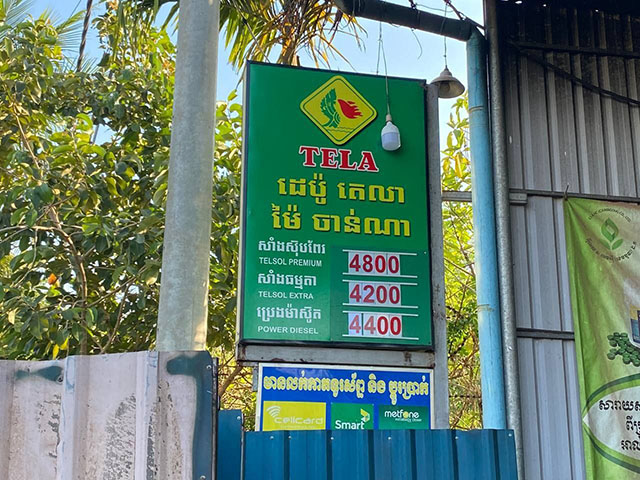 TELA
ដេប៉ូ តេលា
ម៉ៃ ចាន់ណា
សាំងស៊ុបពែរ
TELSOL PREMIUM
4800
សាំងធម្មតា
TELSOL EXTRA
4200
ប្រេងម៉ាស៊ូត
POWER DIESEL
4400
មានលក់កាតទូរស័ព្ទ និង ប្តូរប្រាក់
cellcard
Smart
metfone